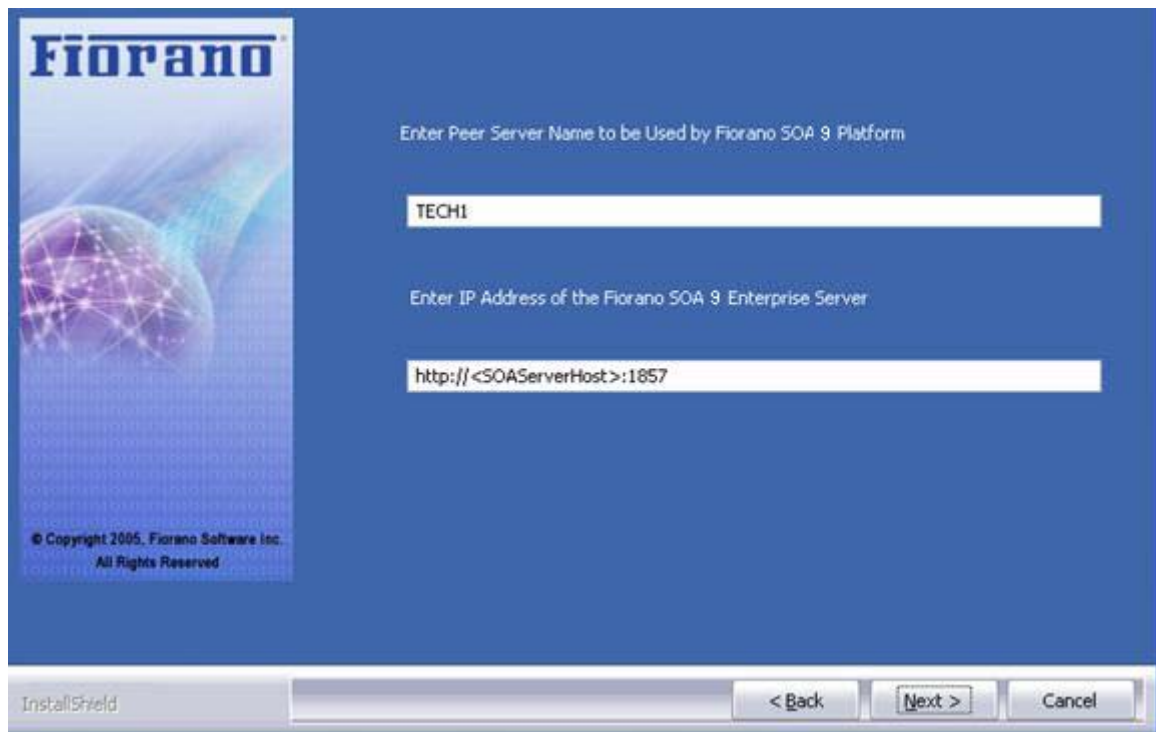 Fiorano
Enter Peer Server Name to be Used by Fiorano SOA 9 Platform
TECH1
Enter IP Address of the Fiorano SOA 9 Enterprise Server
http://<SOAServerHost>:1857
© Copyright 2005, Fiorano Software Inc.
All Rights Reserved
InstallShield
< Back
Next >
Cancel